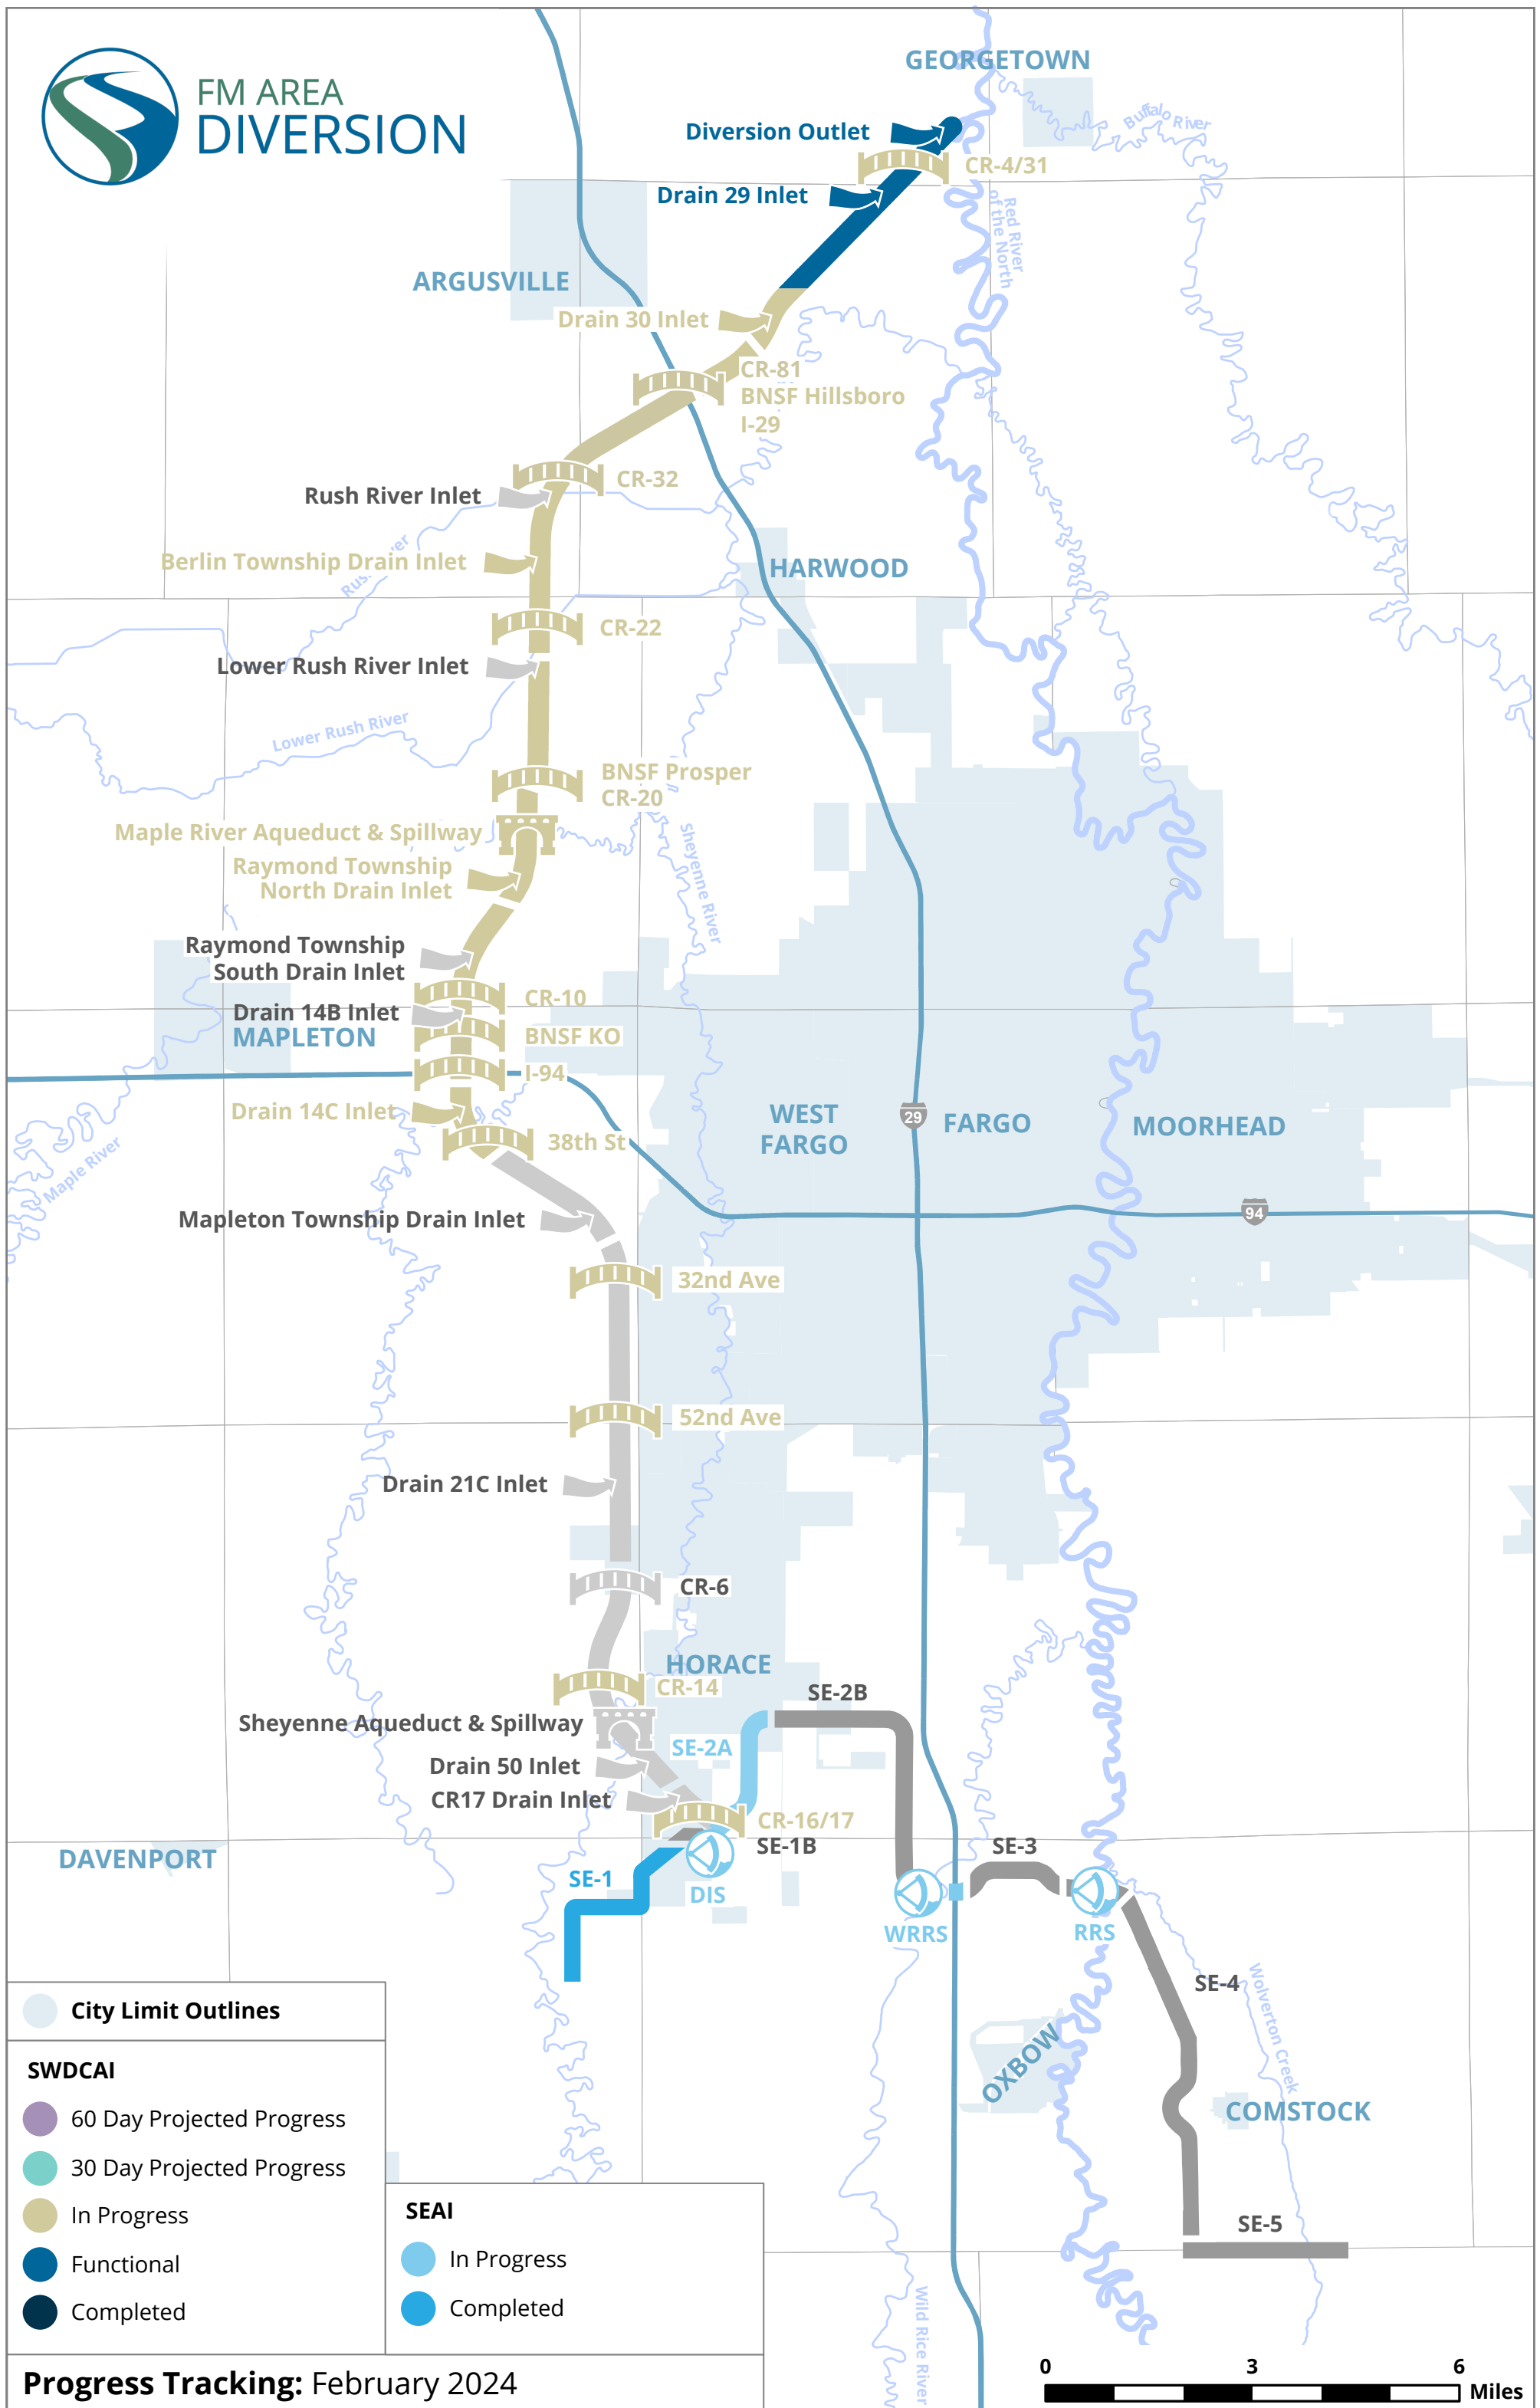 FM AREA
DIVERSION
GEORGETOWN
Buffalo River
Diversion Outlet
CR-4/31
Drain 29 Inlet
Red River
of the North
ARGUSVILLE
Drain 30 Inlet
CR-81
BNSF Hillsboro
I-29
CR-32
Rush River Inlet
Berlin Township Drain Inlet
HARWOOD
CR-22
Lower Rush River Inlet
Lower Rush River
BNSF Prosper
CR-20
Maple River Aqueduct & Spillway
Sheyenne River
Raymond Township
North Drain Inlet
Raymond Township
South Drain Inlet
CR-10
Drain 14B Inlet
MAPLETON
BNSF KO
I-94
Drain 14C Inlet
WEST
FARGO
29
FARGO
MOORHEAD
38th St
Maple River
Mapleton Township Drain Inlet
94
32nd Ave
52nd Ave
Drain 21C Inlet
CR-6
HORACE
CR-14
SE-2B
Sheyenne Aqueduct & Spillway
SE-2A
Drain 50 Inlet
CR17 Drain Inlet
CR-16/17
SE-1B
SE-3
DAVENPORT
SE-1
DIS
WRRS
RRS
SE-4
Wolverton Creek
OXBOW
COMSTOCK
SE-5
Wild Rice River
City Limit Outlines
SWDCAI
60 Day Projected Progress
30 Day Projected Progress
In Progress
Functional
Completed
SEAI
In Progress
Completed
Progress Tracking: February 2024
0 3 6
Miles